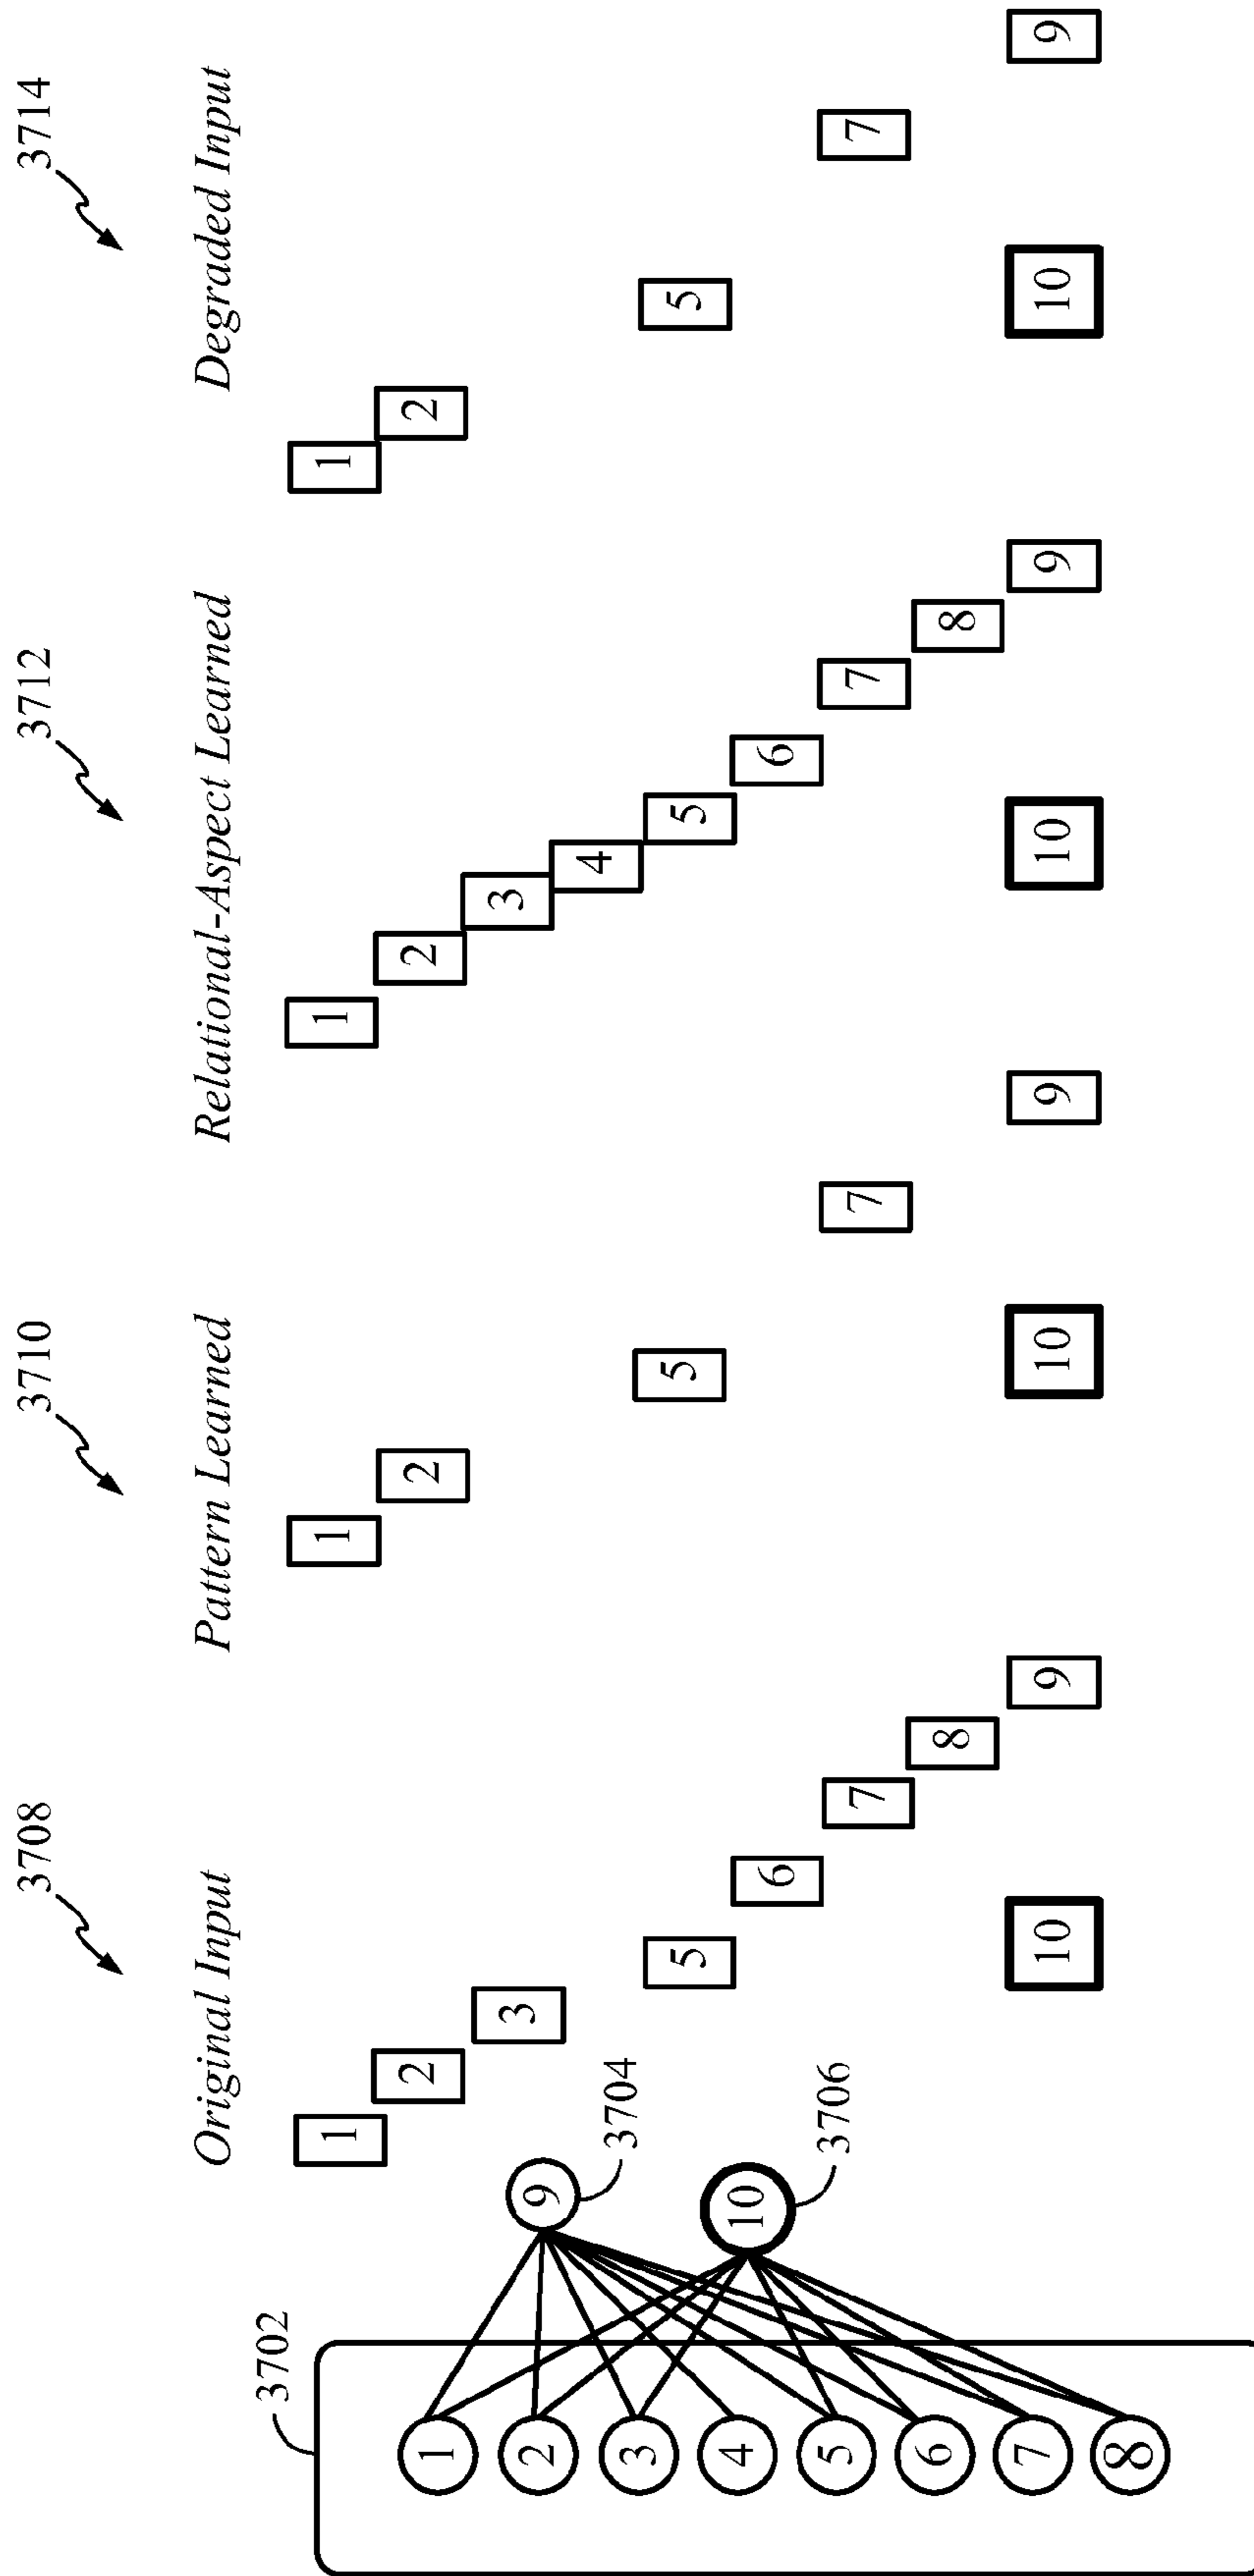 3708 3710 3712 3714
Original Input Pattern Learned Relational-Aspect Learned Degraded Input
3702
1 1 1 1
2 2 2 2
1
3 3
2 9
4
3704
3
5 5 5 5
4 10
6 6
3706
5
7 7 7 7
6
8 8
7
10 9 10 9 10 9 10 9
8